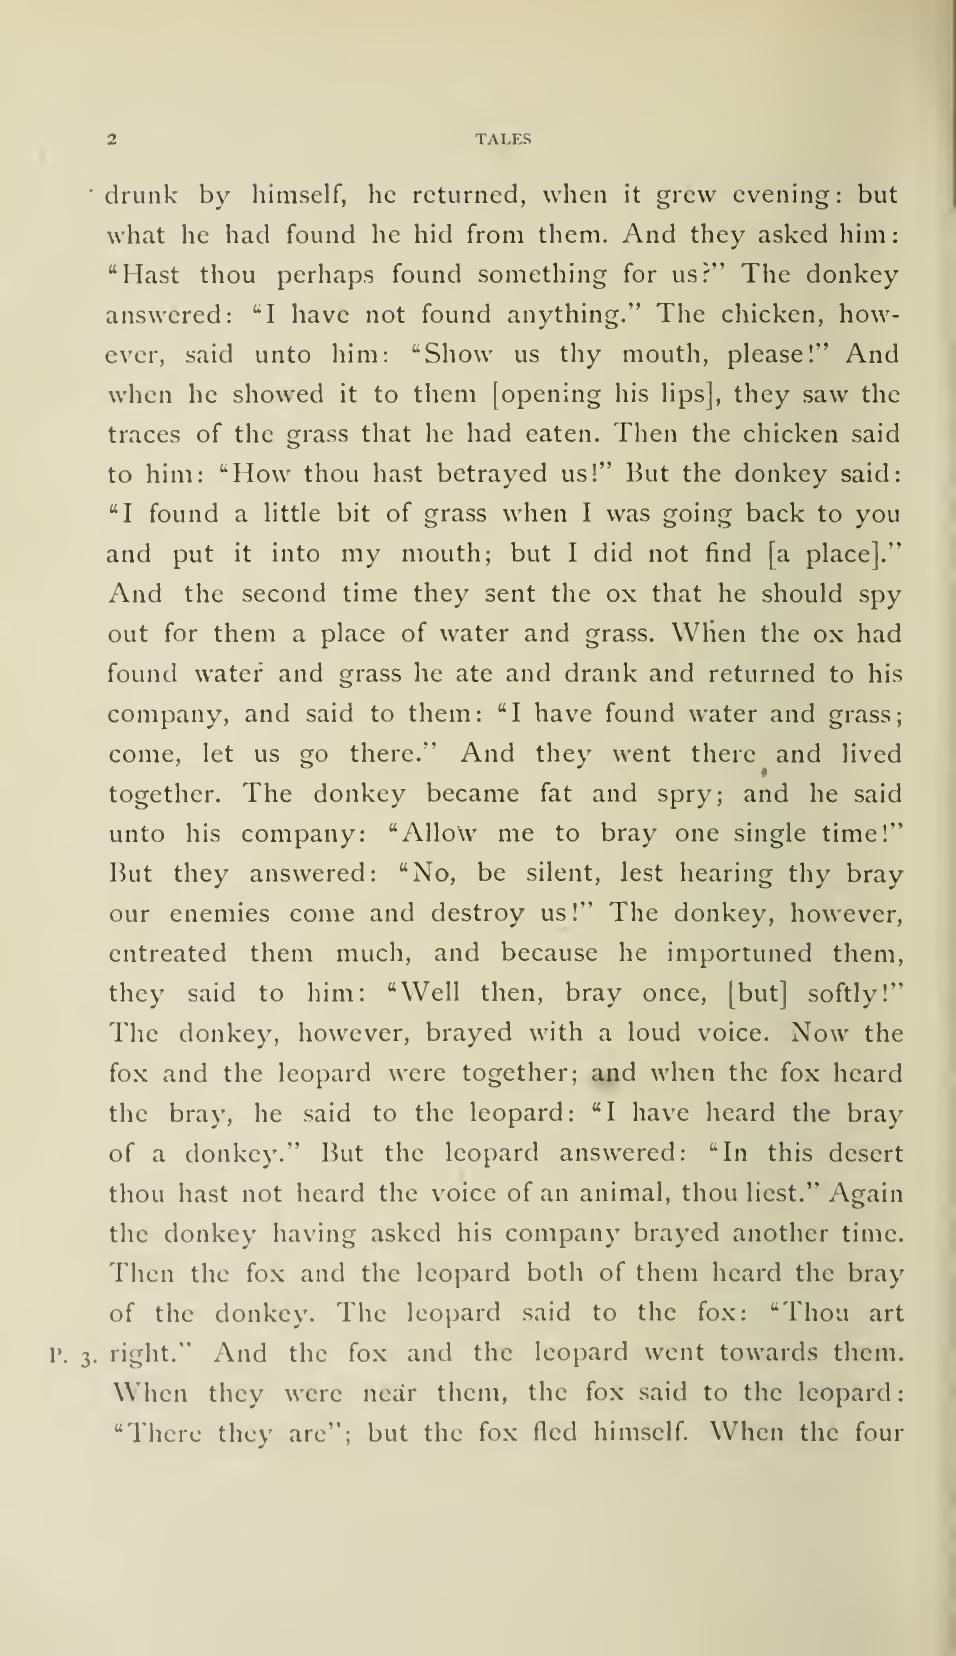 2 TALES
drunk by himself, he returned, when it grew evening: but
what he had found he hid from them. And they asked him:
“Hast thou perhaps found something for us?” The donkey
answered: “I have not found anything.” The chicken, how-
ever, said unto him: “Show us thy mouth, please!” And
when he showed it to them [opening his lips], they saw the
traces of the grass that he had eaten. Then the chicken said
to him: “How thou hast betrayed us!” But the donkey said:
“I found a little bit of grass when I was going back to you
and put it into my mouth; but I did not find [a place].”
And the second time they sent the ox that he should spy
out for them a place of water and grass. When the ox had
found water and grass he ate and drank and returned to his
company, and said to them: “I have found water and grass;
come, let us go there.” And they went there and lived
together. The donkey became fat and spry; and he said
unto his company: “Allow me to bray one single time!”
But they answered: “No, be silent, lest hearing thy bray
our enemies come and destroy us!” The donkey, however,
entreated them much, and because he importuned them,
they said to him: “Well then, bray once, [but] softly!”
The donkey, however, brayed with a loud voice. Now the
fox and the leopard were together; and when the fox heard
the bray, he said to the leopard: “I have heard the bray
of a donkey.” But the leopard answered: “In this desert
thou hast not heard the voice of an animal, thou liest.” Again
the donkey having asked his company brayed another time.
Then the fox and the leopard both of them heard the bray
of the donkey. The leopard said to the fox: “Thou art
P. 3. right.” And the fox and the leopard went towards them.
When they were near them, the fox said to the leopard:
“There they are”; but the fox fled himself. When the four